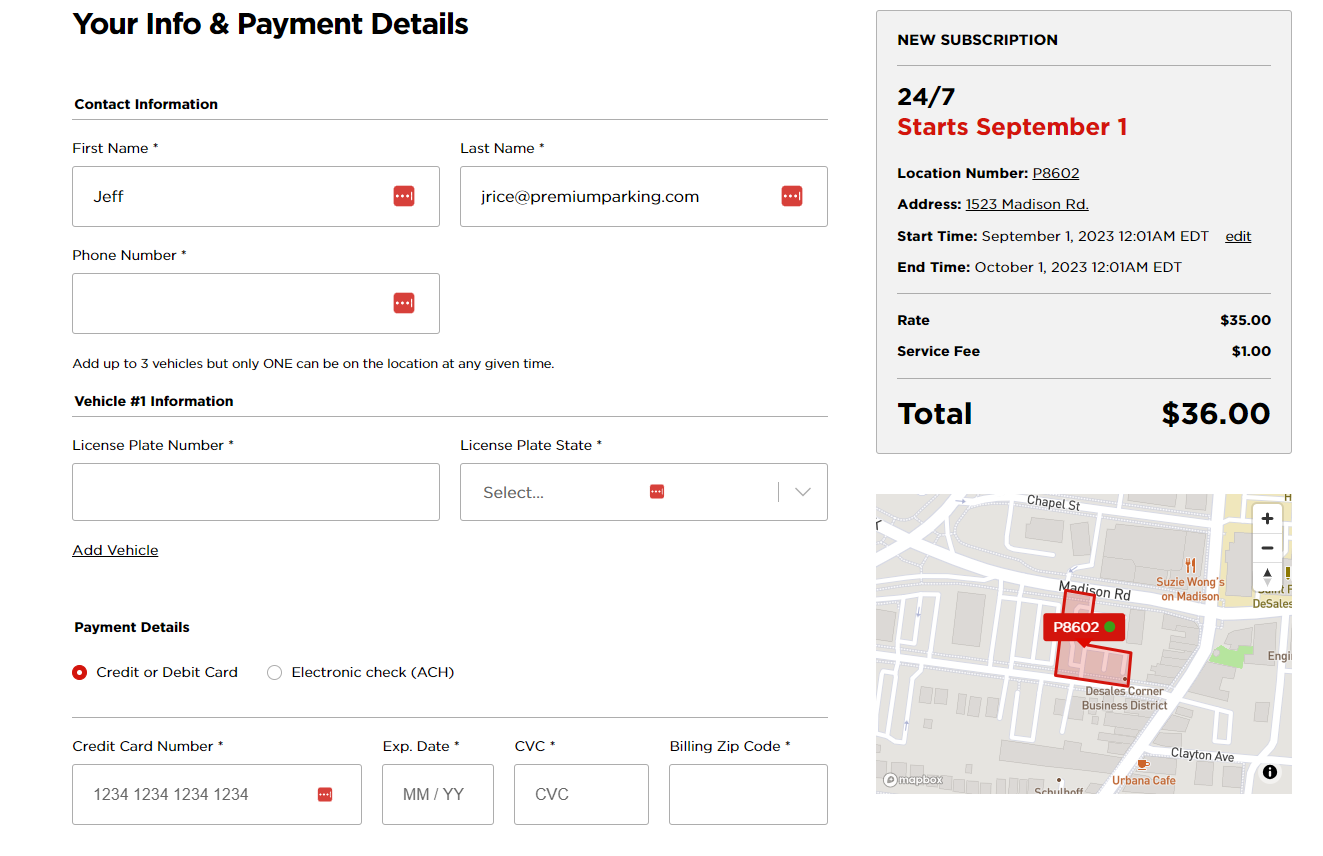 Your Info & Payment Details
Contact Information
First Name *
Last Name *
Jeff
jrice@premiumparking.com
Phone Number *
Add up to 3 vehicles but only ONE can be on the location at any given time.
Vehicle #1 Information
License Plate Number *
License Plate State *
Select...
Add Vehicle
Payment Details
Credit or Debit Card
Electronic check (ACH)
Credit Card Number *
Exp. Date *
CVC *
Billing Zip Code *
1234 1234 1234 1234
MM / YY
CVC
NEW SUBSCRIPTION
24/7
Starts September 1
Location Number: P8602
Address: 1523 Madison Rd.
Start Time: September 1, 2023 12:01AM EDT edit
End Time: October 1, 2023 12:01AM EDT
Rate $35.00
Service Fee $1.00
Total $36.00
Chapel St
Madison Rd
Suzie Wong's
on Madison
DeSales
P8602
Engi
Desales Corner
Business District
Clayton Ave
Urbana Cafe
Schulhoff
mapbox